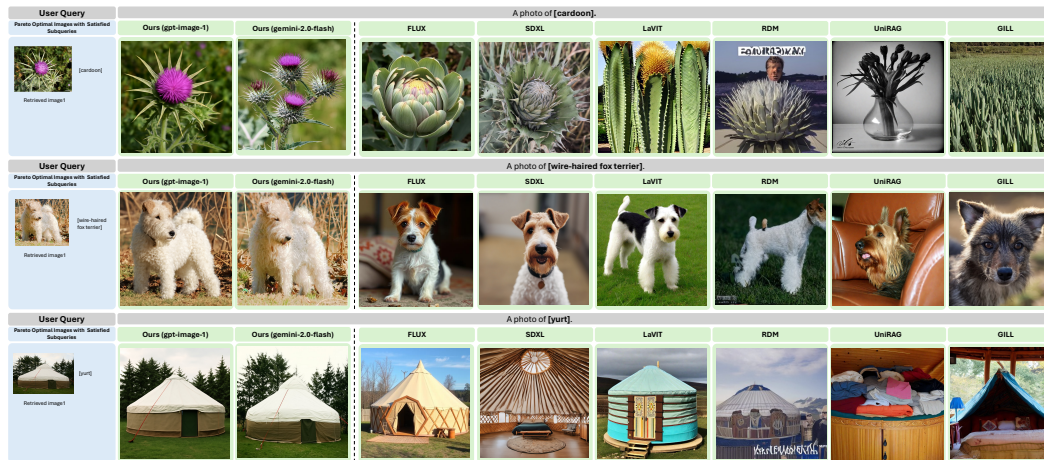 User Query
A photo of [cardoon].
Pareto Optimal Images with Satisfied
Subqueries
Ours (gpt-image-1)
Ours (gemini-2.0-flash)
FLUX
SDXL
LaVIT
RDM
UniRAG
GILL
[cardoon]
Retrieved image1
User Query
A photo of [wire-haired fox terrier].
Pareto Optimal Images with Satisfied
Subqueries
Ours (gpt-image-1)
Ours (gemini-2.0-flash)
FLUX
SDXL
LaVIT
RDM
UniRAG
GILL
[wire-haired
fox terrier]
Retrieved image1
User Query
A photo of [yurt].
Pareto Optimal Images with Satisfied
Subqueries
Ours (gpt-image-1)
Ours (gemini-2.0-flash)
FLUX
SDXL
LaVIT
RDM
UniRAG
GILL
[yurt]
Retrieved image1